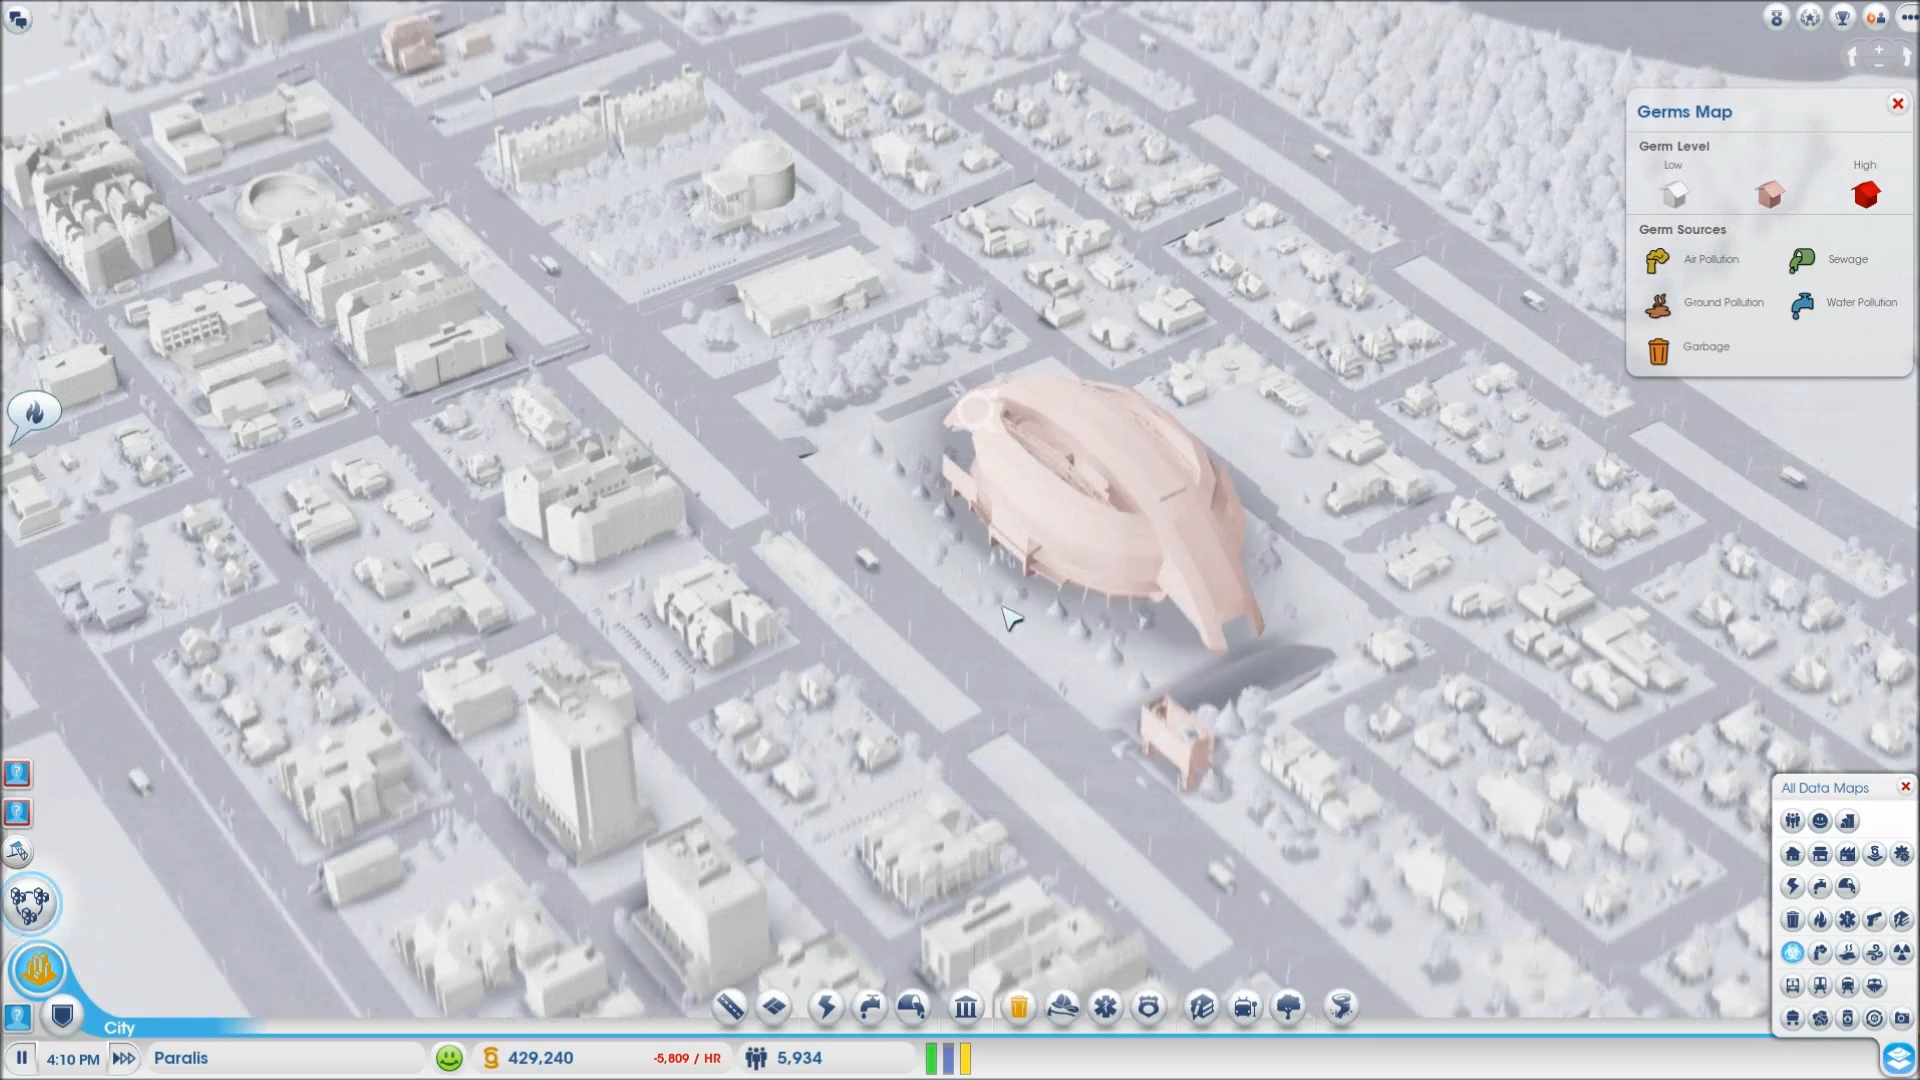 Germs Map
Germ Level
Low
High
Germ Sources
Air Pollution
Sewage
Ground Pollution
Water Pollution
Garbage
All Data Maps
City
4:10 PM
Paralis
429,240
-5,809 / HR
5,934